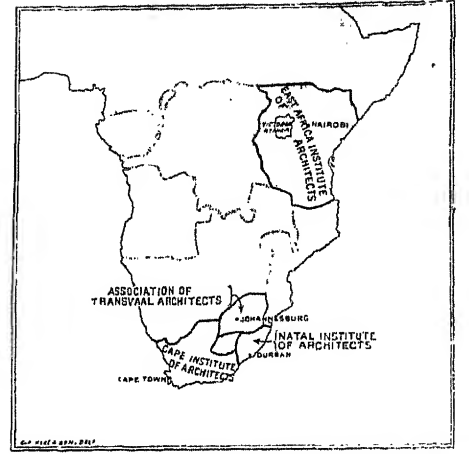 EAST AFRICA INSTITUTE
OF
ARCHITECTS
VICTORIA
NYANZA
NAIROBI
ASSOCIATION OF
TRANSVAAL ARCHITECTS
JOHANNESBURG
NATAL INSTITUTE
OF ARCHITECTS
DURBAN
CAPE INSTITUTE
OF ARCHITECTS
CAPE TOWN